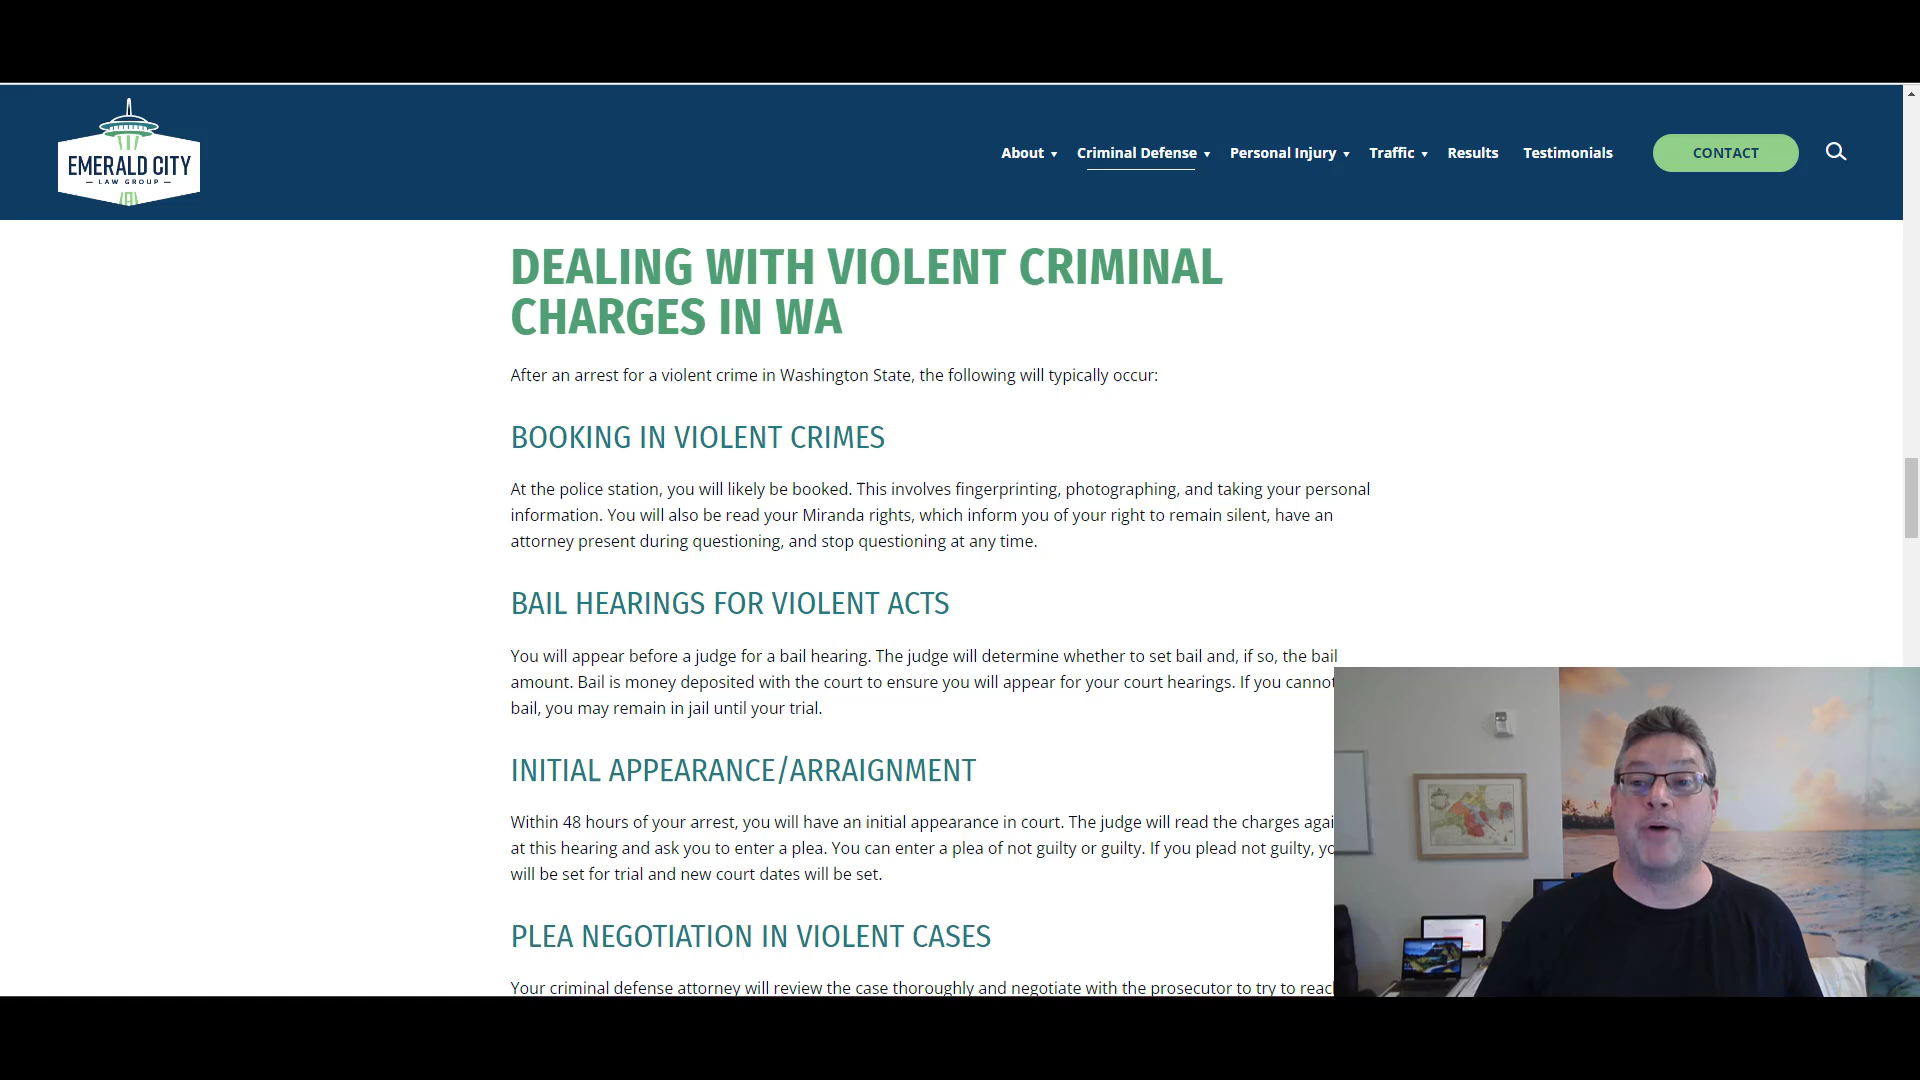 EMERALD CITY
LAW GROUP
About
Criminal Defense
Personal Injury
Traffic
Results
Testimonials
CONTACT
DEALING WITH VIOLENT CRIMINAL
CHARGES IN WA
After an arrest for a violent crime in Washington State, the following will typically occur:
BOOKING IN VIOLENT CRIMES
At the police station, you will likely be booked. This involves fingerprinting, photographing, and taking your personal
information. You will also be read your Miranda rights, which inform you of your right to remain silent, have an
attorney present during questioning, and stop questioning at any time.
BAIL HEARINGS FOR VIOLENT ACTS
You will appear before a judge for a bail hearing. The judge will determine whether to set bail and, if so, the bail
amount. Bail is money deposited with the court to ensure you will appear for your court hearings. If you cannot
bail, you may remain in jail until your trial.
INITIAL APPEARANCE/ARRAIGNMENT
Within 48 hours of your arrest, you will have an initial appearance in court. The judge will read the charges agai
at this hearing and ask you to enter a plea. You can enter a plea of not guilty or guilty. If you plead not guilty, yo
will be set for trial and new court dates will be set.
PLEA NEGOTIATION IN VIOLENT CASES
Your criminal defense attorney will review the case thoroughly and negotiate with the prosecutor to try to reac